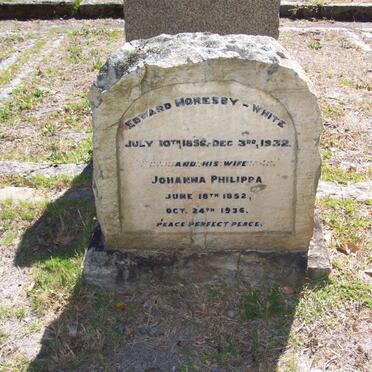 EDWARD MORESBY-WHITE
JULY 10TH 1856, DEC 3RD, 1932.
AND HIS WIFE
JOHANNA PHILIPPA
JUNE 18TH 1852,
OCT. 24TH 1936.
PEACE PERFECT PEACE.